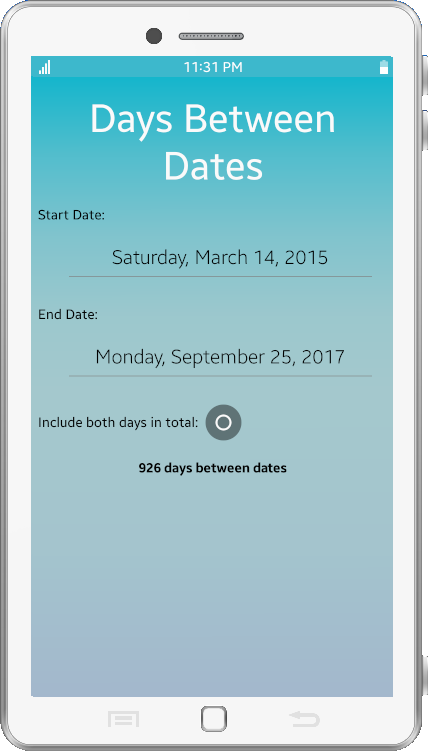 11:31 PM
Days Between
Dates
Start Date:
Saturday, March 14, 2015
End Date:
Monday, September 25, 2017
Include both days in total:
926 days between dates